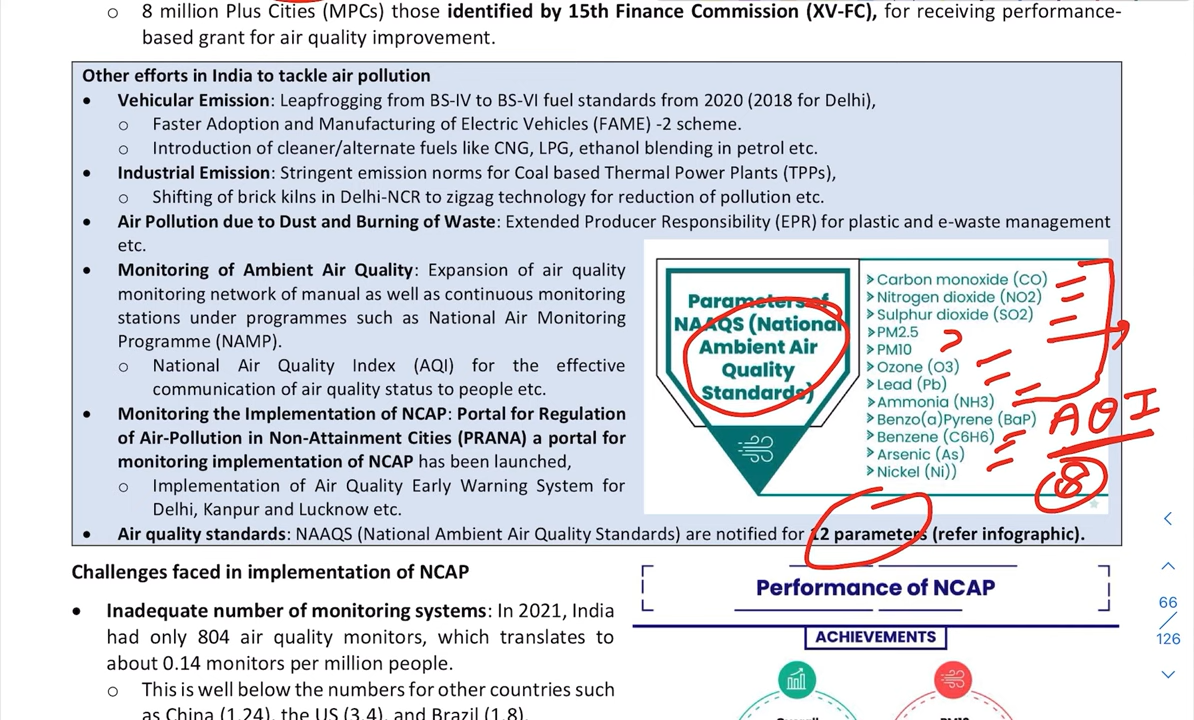 o 8 million Plus Cities (MPCs) those identified by 15th Finance Commission (XV-FC), for receiving performance-
based grant for air quality improvement.
Other efforts in India to tackle air pollution
• Vehicular Emission: Leapfrogging from BS-IV to BS-VI fuel standards from 2020 (2018 for Delhi),
o Faster Adoption and Manufacturing of Electric Vehicles (FAME) -2 scheme.
o Introduction of cleaner/alternate fuels like CNG, LPG, ethanol blending in petrol etc.
• Industrial Emission: Stringent emission norms for Coal based Thermal Power Plants (TPPs),
o Shifting of brick kilns in Delhi-NCR to zigzag technology for reduction of pollution etc.
• Air Pollution due to Dust and Burning of Waste: Extended Producer Responsibility (EPR) for plastic and e-waste management
etc.
• Monitoring of Ambient Air Quality: Expansion of air quality
monitoring network of manual as well as continuous monitoring
stations under programmes such as National Air Monitoring
Programme (NAMP).
o National Air Quality Index (AQI) for the effective
communication of air quality status to people etc.
• Monitoring the Implementation of NCAP: Portal for Regulation
of Air-Pollution in Non-Attainment Cities (PRANA) a portal for
monitoring implementation of NCAP has been launched,
o Implementation of Air Quality Early Warning System for
Delhi, Kanpur and Lucknow etc.
Parameters of
NAAQS (National
Ambient Air
Quality
Standards)
➤Carbon monoxide (CO)
➤Nitrogen dioxide (NO2)
➤Sulphur dioxide (SO2)
➤PM2.5
➤PM10
➤Ozone (O3)
➤Lead (Pb)
➤Ammonia (NH3)
➤Benzo(a)Pyrene (BaP)
➤Benzene (C6H6)
➤Arsenic (As)
➤Nickel (Ni))
AQI
8
• Air quality standards: NAAQS (National Ambient Air Quality Standards) are notified for 12 parameters (refer infographic).
Challenges faced in implementation of NCAP
• Inadequate number of monitoring systems: In 2021, India
had only 804 air quality monitors, which translates to
about 0.14 monitors per million people.
o This is well below the numbers for other countries such
as China (1.24), the US (3.4), and Brazil (1.8).
Performance of NCAP
ACHIEVEMENTS
66
126